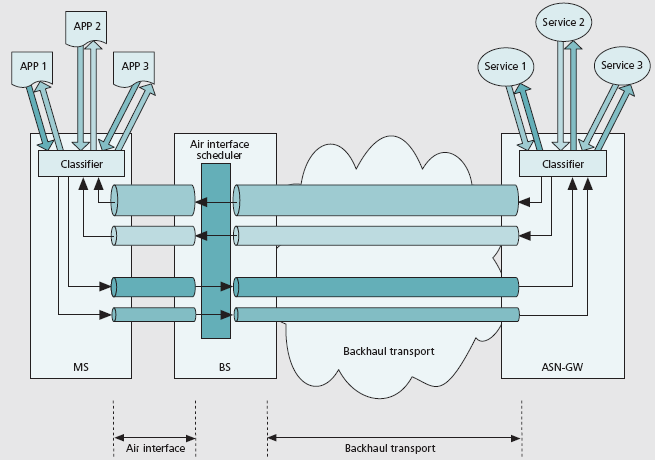 APP 2
Service 2
APP 1
APP 3
Service 1
Service 3
Air interface
scheduler
Classifier
Classifier
Backhaul transport
MS
BS
ASN-GW
Air interface
Backhaul transport